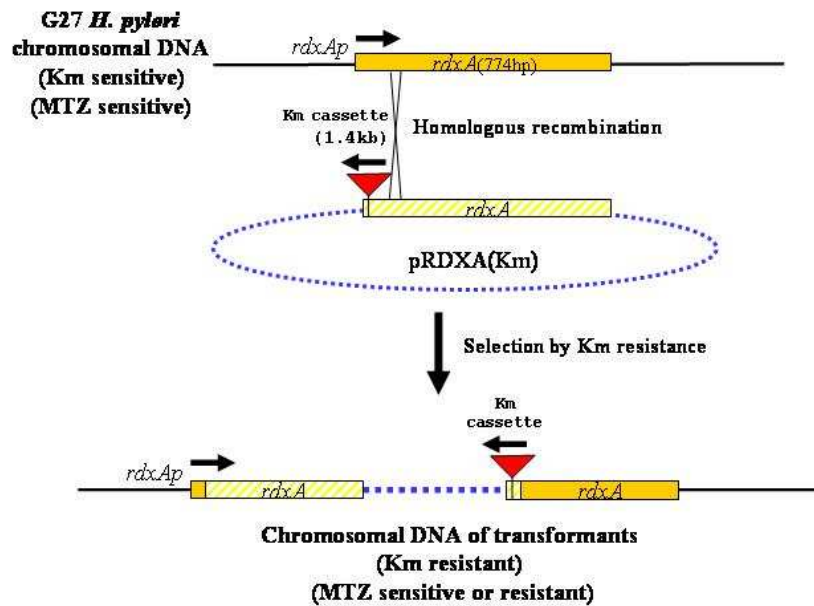 G27 H. pylori
chromosomal DNA
(Km sensitive)
(MTZ sensitive)
rdxAp
rdxA(774bp)
Km cassette
(1.4kb)
Homologous recombination
rdxA
pRDXA(Km)
Selection by Km resistance
Km
cassette
rdxAp
rdxA
rdxA
Chromosomal DNA of transformants
(Km resistant)
(MTZ sensitive or resistant)